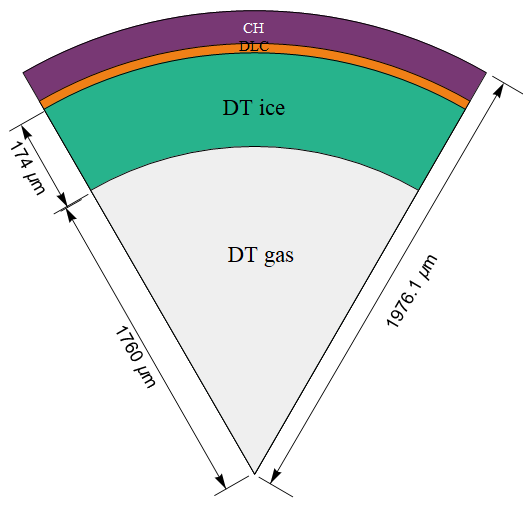 CH
DLC
DT ice
174 μm
DT gas
1976.1 μm
1760 μm